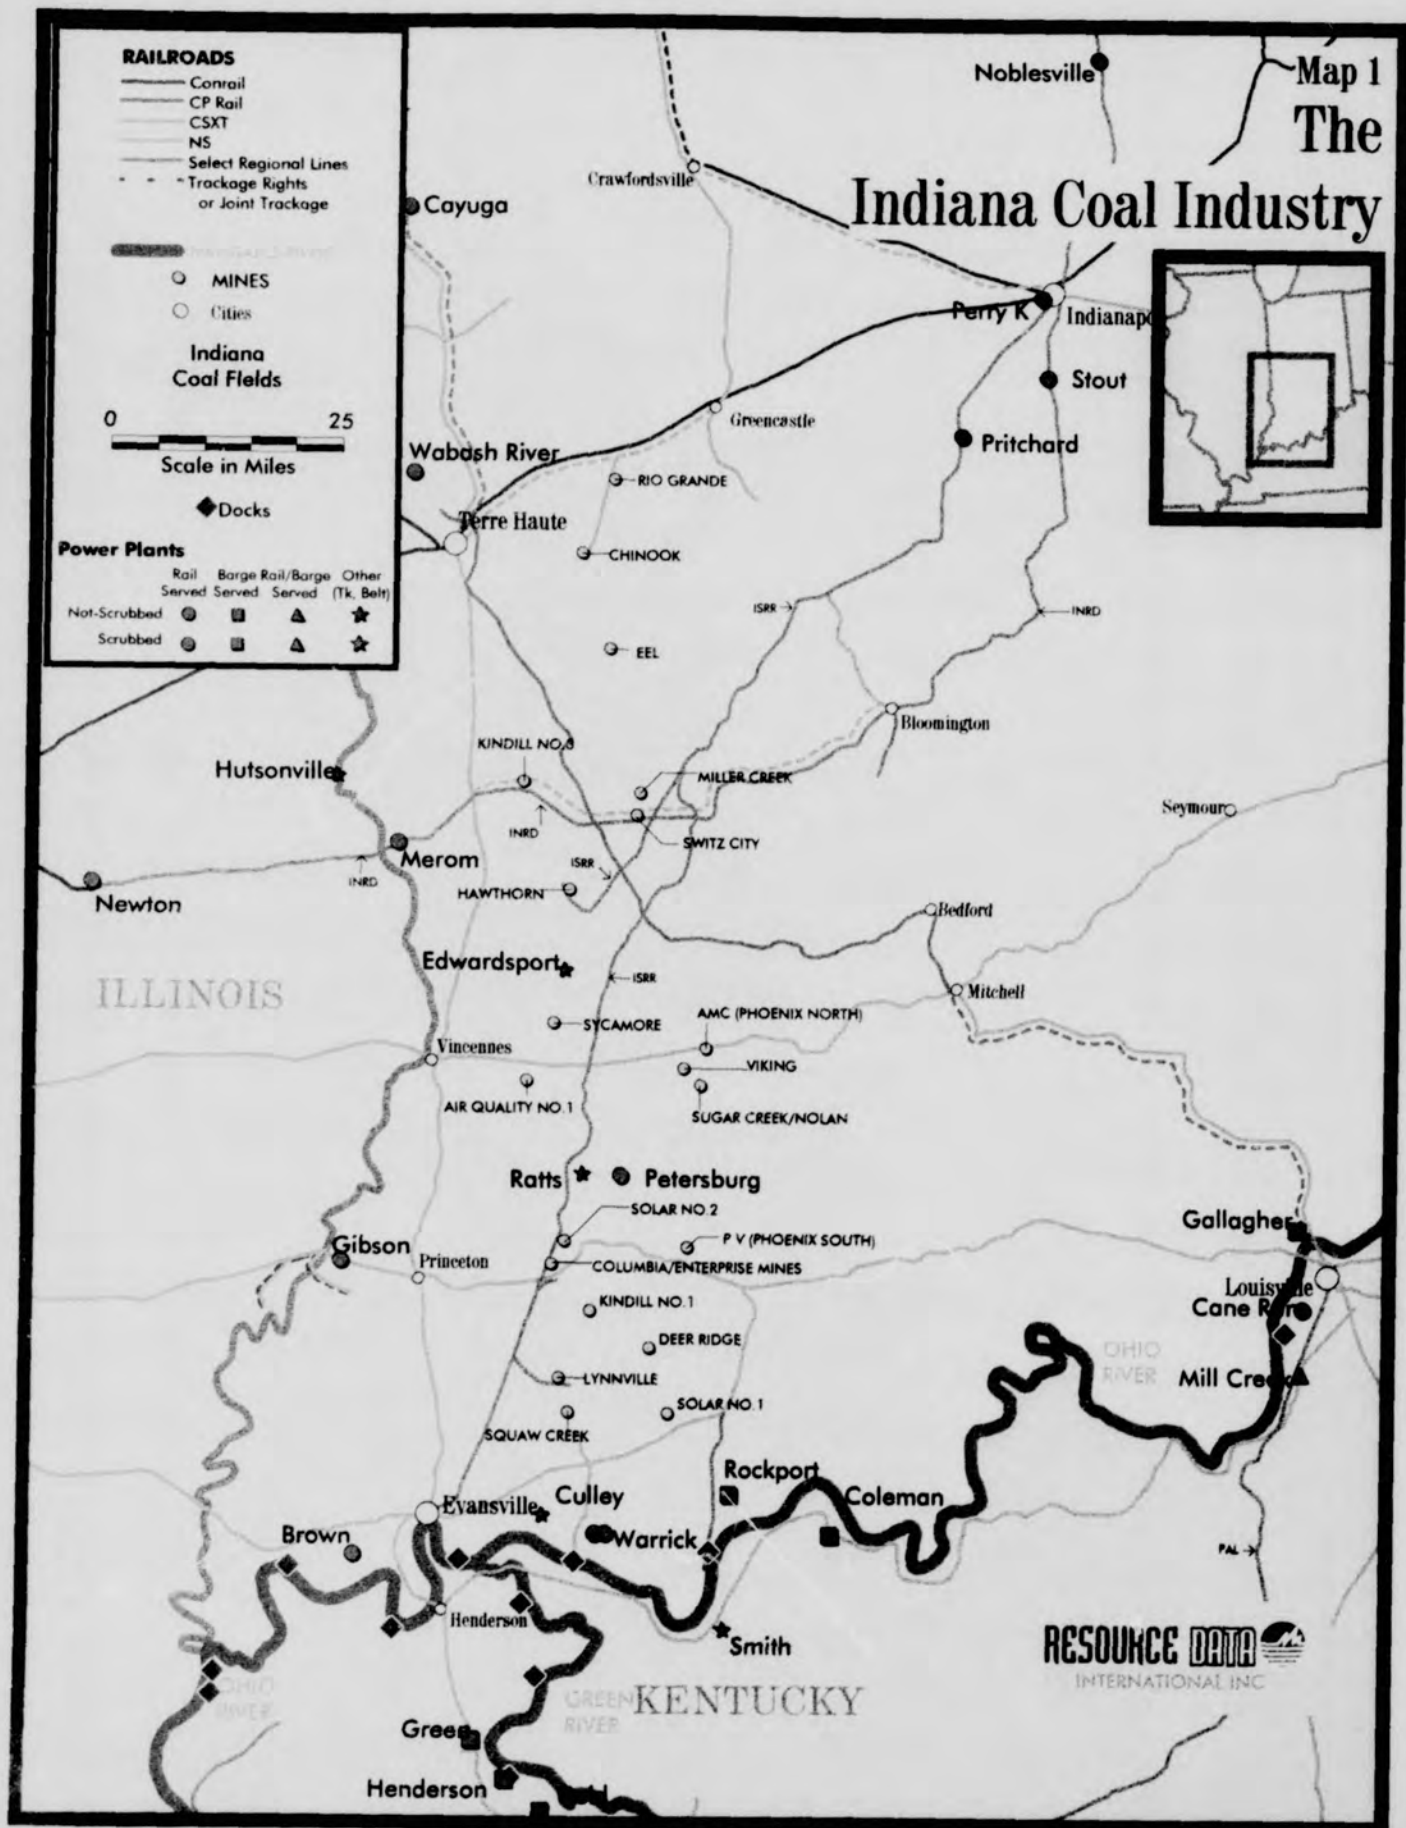 Map 1
The
Indiana Coal Industry
RAILROADS
Conrail
CP Rail
CSXT
NS
Select Regional Lines
Trackage Rights
or Joint Trackage
MINES
Cities
Indiana
Coal Fields
0 25
Scale in Miles
Docks
Power Plants
Rail Served
Barge Served
Rail/Barge Served
Other (Tk, Belt)
Not-Scrubbed
Scrubbed
Noblesville
Crawfordsville
Cayuga
Perry K
Indianapo
Stout
Greencastle
Pritchard
Wabash River
RIO GRANDE
Terre Haute
CHINOOK
ISRR
INRD
EEL
Bloomington
KINDILL NO.3
Hutsonville
MILLER CREEK
Seymour
INRD
SWITZ CITY
Merom
ISRR
INRD
HAWTHORN
Newton
Bedford
Edwardsport
ISRR
ILLINOIS
Mitchell
AMC (PHOENIX NORTH)
SYCAMORE
Vincennes
VIKING
AIR QUALITY NO.1
SUGAR CREEK/NOLAN
Ratts
Petersburg
SOLAR NO.2
Gallagher
P V (PHOENIX SOUTH)
Gibson
Princeton
COLUMBIA/ENTERPRISE MINES
Louisville
KINDILL NO.1
Cane Run
DEER RIDGE
OHIO
RIVER
LYNNVILLE
Mill Creek
SOLAR NO.1
SQUAW CREEK
Rockport
Evansville
Culley
Coleman
Brown
Warrick
PAL
Henderson
Smith
RESOURCE DATA
INTERNATIONAL INC
OHIO
RIVER
GREEN
RIVER
KENTUCKY
Green
Henderson